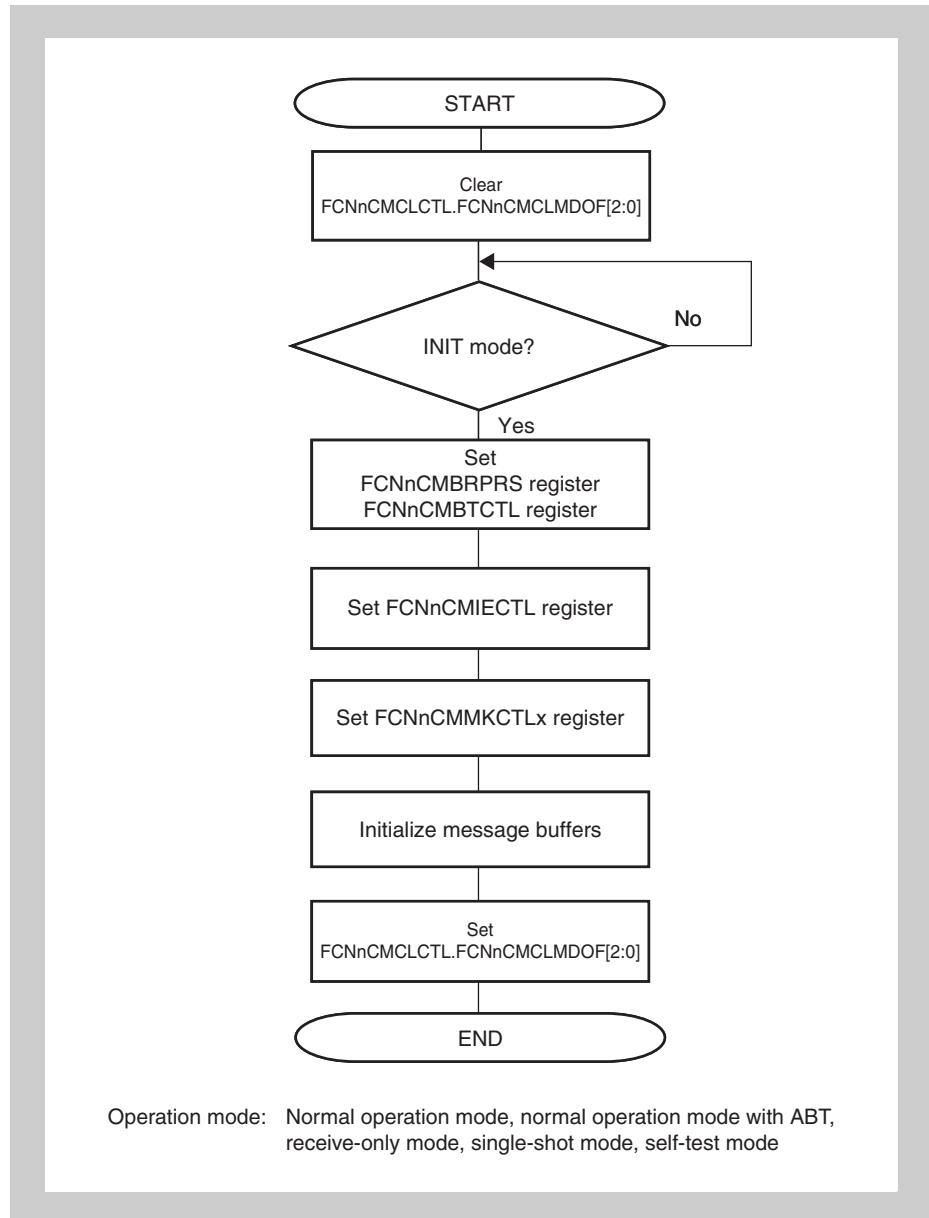 START
Clear
FCNnCMCLCTL.FCNnCMCLMDOF[2:0]
INIT mode?
No
Yes
Set
FCNnCMBRPRS register
FCNnCMBTCTL register
Set FCNnCMIECTL register
Set FCNnCMMKCTLx register
Initialize message buffers
Set
FCNnCMCLCTL.FCNnCMCLMDOF[2:0]
END
Operation mode: Normal operation mode, normal operation mode with ABT,
receive-only mode, single-shot mode, self-test mode